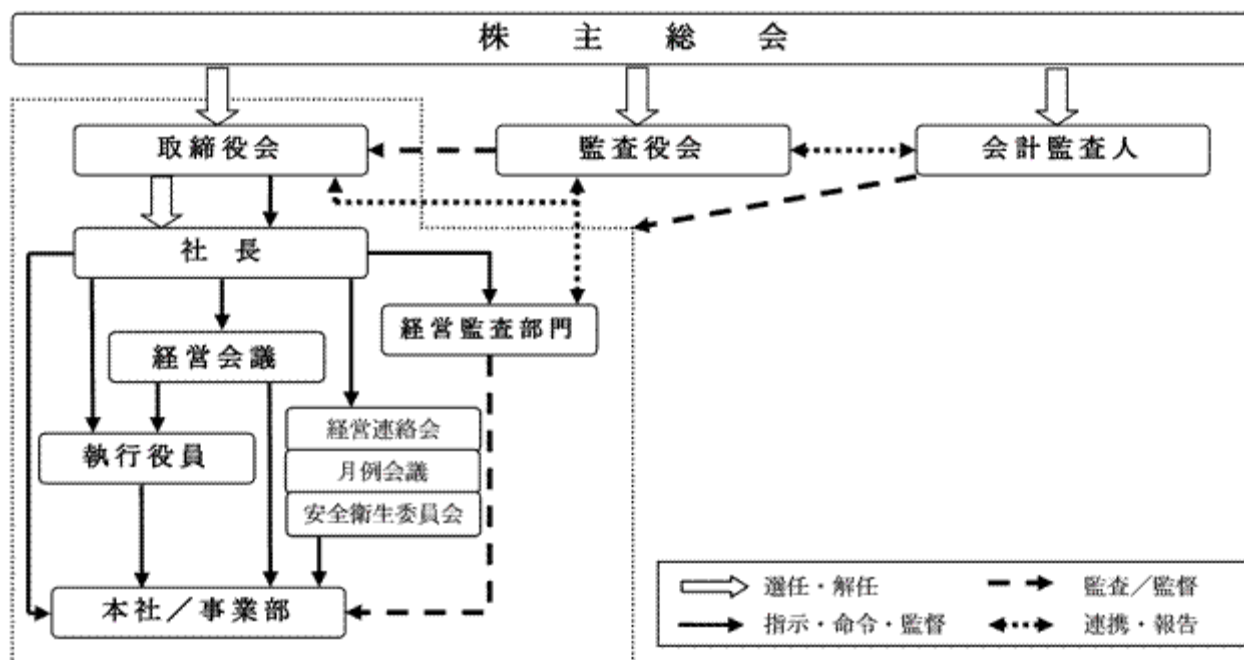 株主総会
取締役会
監査役会
会計監査人
社長
経営監査部門
経営会議
経営連絡会
執行役員
月例会議
安全衛生委員会
本社／事業部
選任・解任
監査／監督
指示・命令・監督
連携・報告